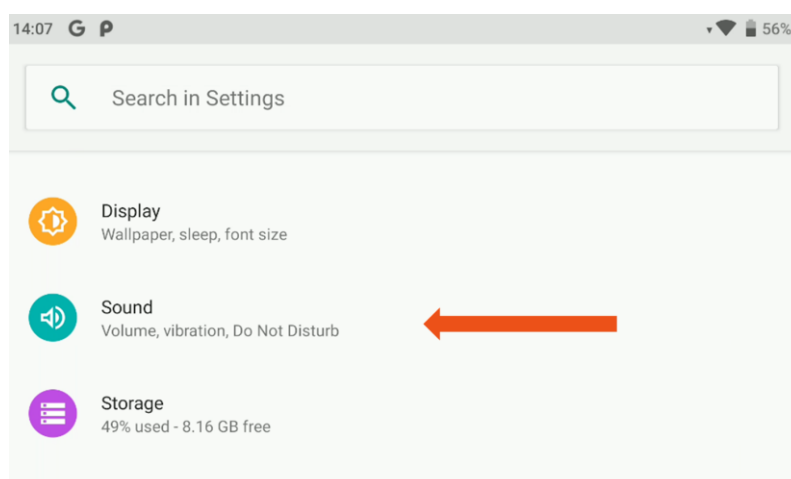 14:07 G P 56%
Search in Settings
Display
Wallpaper, sleep, font size
Sound
Volume, vibration, Do Not Disturb
Storage
49% used - 8.16 GB free